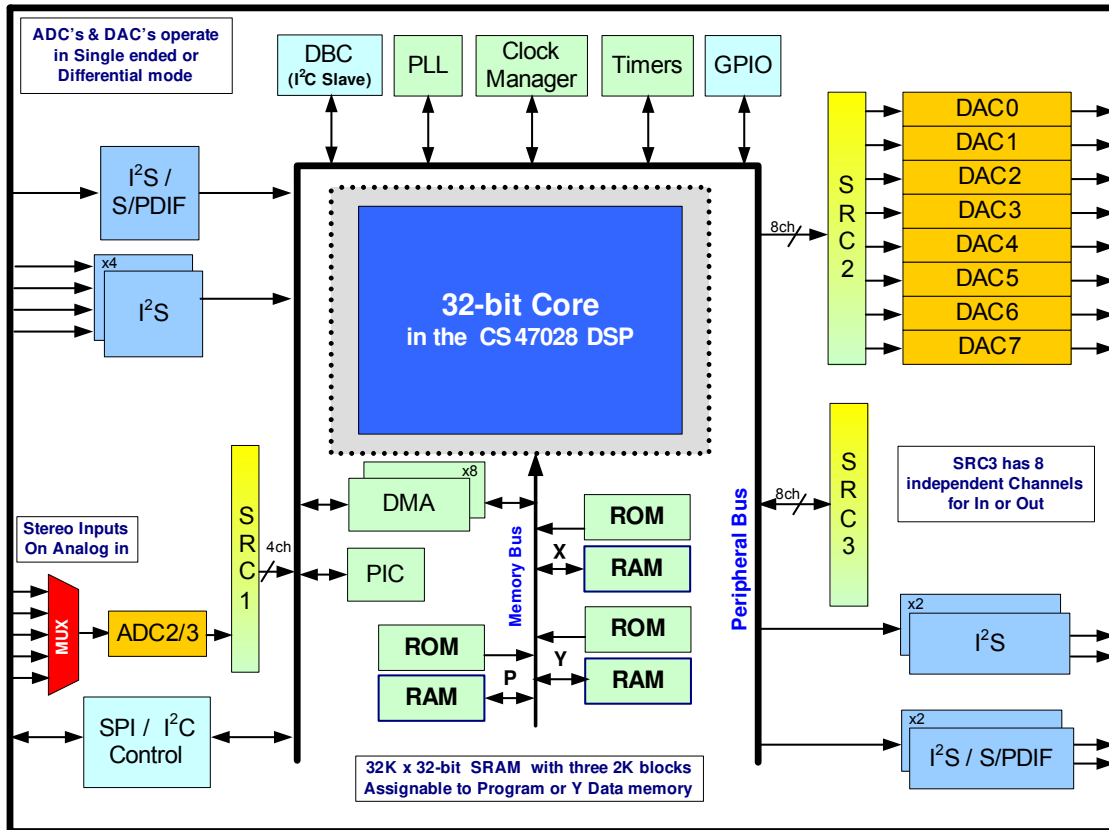 ADC's & DAC's operate
in Single ended or
Differential mode
DBC
(I²C Slave)
PLL
Clock
Manager
Timers
GPIO
I²S /
S/PDIF
x4
I²S
32-bit Core
in the CS47028 DSP
8ch
SRC2
DAC0
DAC1
DAC2
DAC3
DAC4
DAC5
DAC6
DAC7
8ch
SRC3
SRC3 has 8
independent Channels
for In or Out
Stereo Inputs
On Analog in
MUX
ADC2/3
SRC1
4ch
x8
DMA
PIC
Memory Bus
ROM
X
RAM
ROM
Y
RAM
ROM
P
RAM
Peripheral Bus
x2
I²S
x2
I²S / S/PDIF
SPI / I²C
Control
32K x 32-bit SRAM with three 2K blocks
Assignable to Program or Y Data memory